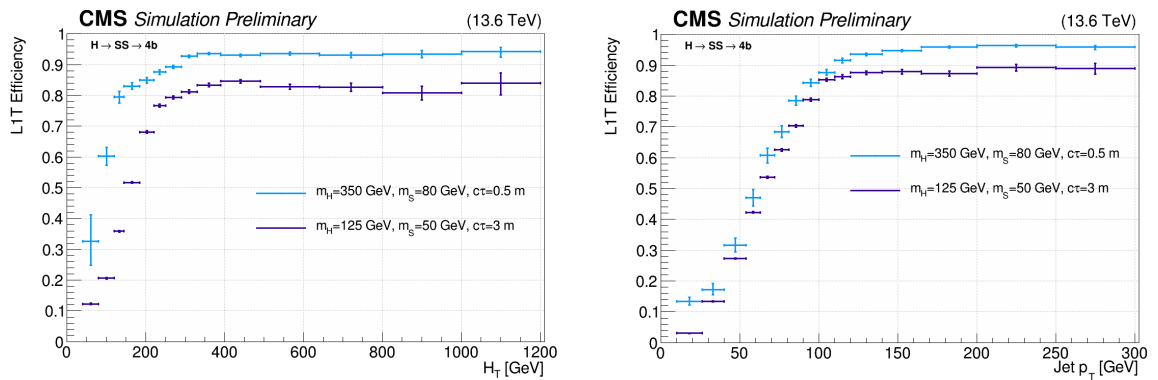 CMS Simulation Preliminary (13.6 TeV)
H → SS → 4b
L1T Efficiency
1
0.9
0.8
0.7
0.6
0.5
0.4
0.3
0.2
0.1
0
m_H=350 GeV, m_S=80 GeV, cτ=0.5 m
m_H=125 GeV, m_S=50 GeV, cτ=3 m
0 200 400 600 800 1000 1200
H_T [GeV]
CMS Simulation Preliminary (13.6 TeV)
H → SS → 4b
L1T Efficiency
1
0.9
0.8
0.7
0.6
0.5
0.4
0.3
0.2
0.1
0
m_H=350 GeV, m_S=80 GeV, cτ=0.5 m
m_H=125 GeV, m_S=50 GeV, cτ=3 m
0 50 100 150 200 250 300
Jet p_T [GeV]